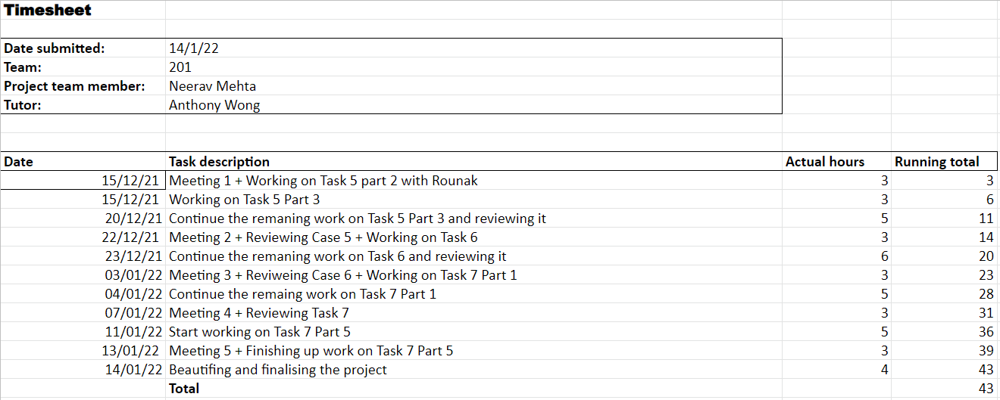 Timesheet
Date submitted: 14/1/22
Team: 201
Project team member: Neerav Mehta
Tutor: Anthony Wong
Date Task description Actual hours Running total
15/12/21 Meeting 1 + Working on Task 5 part 2 with Rounak 3 3
15/12/21 Working on Task 5 Part 3 3 6
20/12/21 Continue the remaning work on Task 5 Part 3 and reviewing it 5 11
22/12/21 Meeting 2 + Reviewing Case 5 + Working on Task 6 3 14
23/12/21 Continue the remaning work on Task 6 and reviewing it 6 20
03/01/22 Meeting 3 + Reviweing Case 6 + Working on Task 7 Part 1 3 23
04/01/22 Continue the remaing work on Task 7 Part 1 5 28
07/01/22 Meeting 4 + Reviewing Task 7 3 31
11/01/22 Start working on Task 7 Part 5 5 36
13/01/22 Meeting 5 + Finishing up work on Task 7 Part 5 3 39
14/01/22 Beautifing and finalising the project 4 43
Total 43